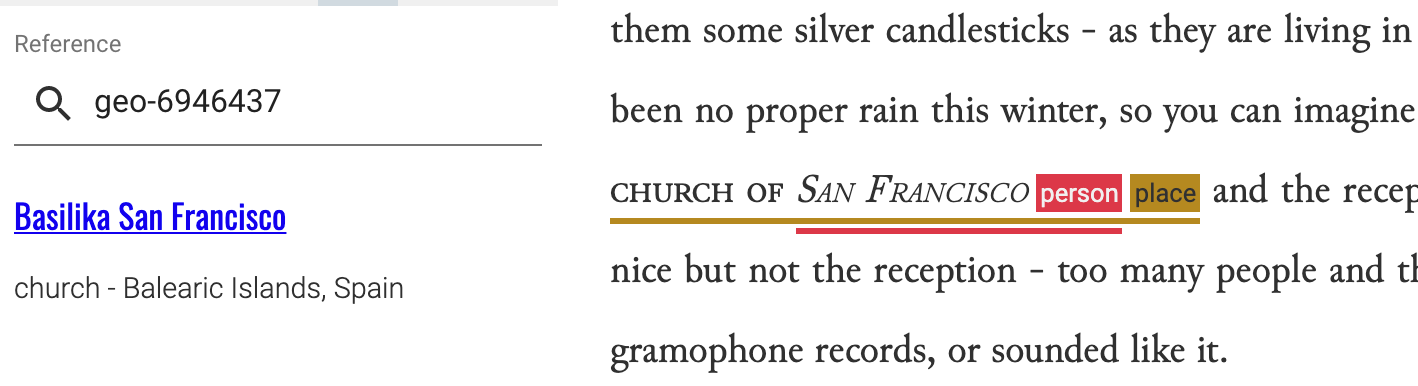 Reference
geo-6946437
Basilika San Francisco
church - Balearic Islands, Spain
them some silver candlesticks - as they are living in
been no proper rain this winter, so you can imagine
CHURCH OF SAN FRANCISCO person place and the recep
nice but not the reception - too many people and th
gramophone records, or sounded like it.